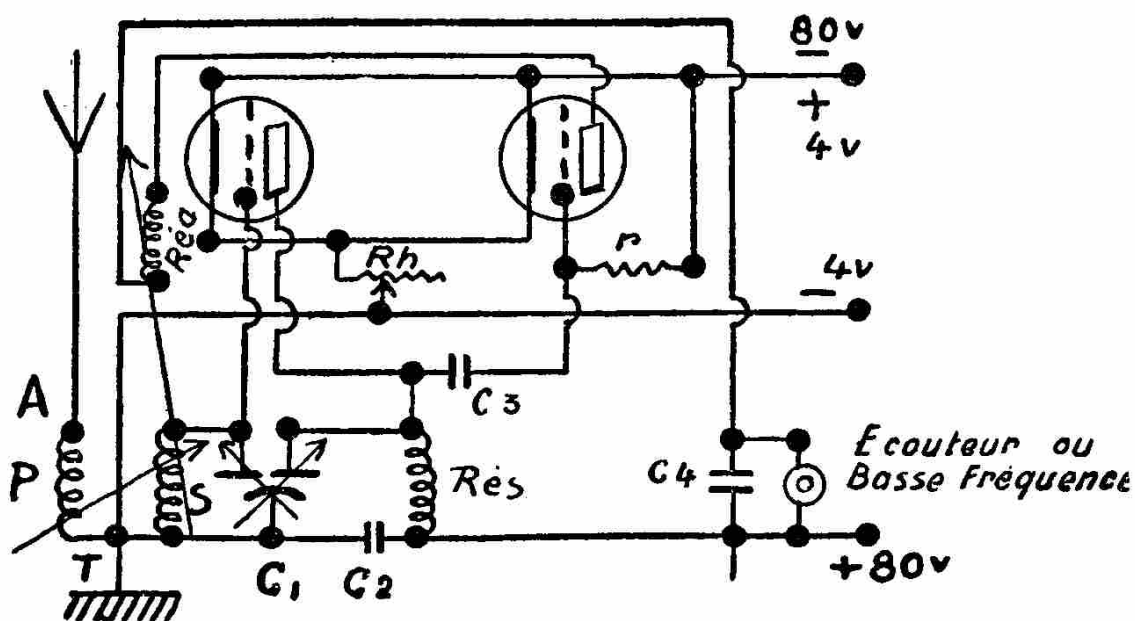 80v
−
+
4v
Réa
Rh
r
−4v
A
C3
P
S
Rés
C4
Ecouteur ou
Basse Fréquence
T
C1
C2
+80v